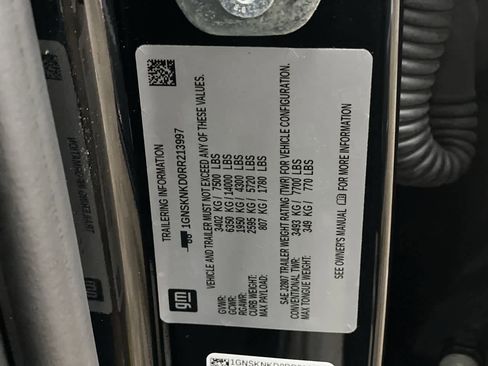 gm
TRAILERING INFORMATION
1GNSKNKD0RR213997
VEHICLE AND TRAILER MUST NOT EXCEED ANY OF THESE VALUES.
GVWR: 3402 KG / 7500 LBS
GCWR: 6350 KG / 14000 LBS
RGAWR: 1950 KG / 4300 LBS
CURB WEIGHT: 2595 KG / 5720 LBS
MAX PAYLOAD: 807 KG / 1780 LBS
SAE J2807 TRAILER WEIGHT RATING (TWR) FOR VEHICLE CONFIGURATION.
CONVENTIONAL TWR: 3493 KG / 7700 LBS
MAX TONGUE WEIGHT: 349 KG / 770 LBS
SEE OWNER'S MANUAL FOR MORE INFORMATION